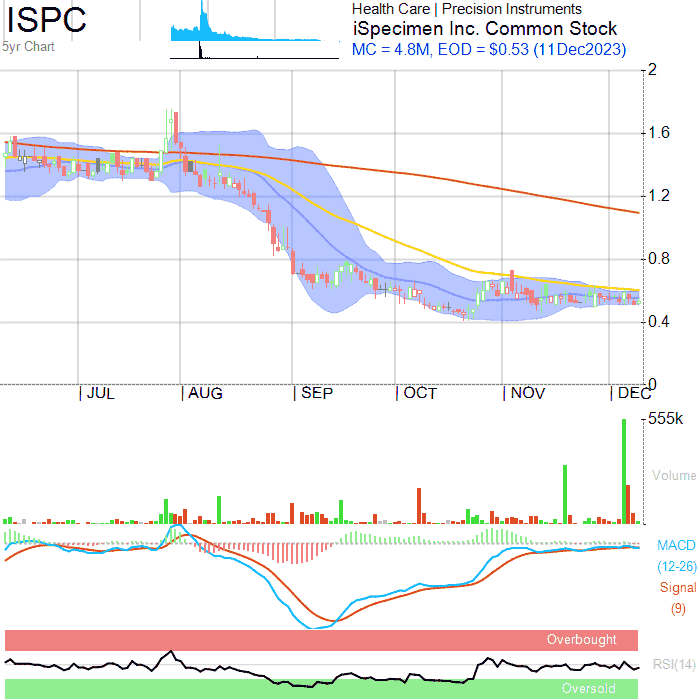 ISPC
5yr Chart
Health Care | Precision Instruments
iSpecimen Inc. Common Stock
MC = 4.8M, EOD = $0.53 (11Dec2023)
2
1.6
1.2
0.8
0.4
0
JUL AUG SEP OCT NOV DEC
555k
Volume
MACD
(12-26)
Signal
(9)
Overbought
RSI(14)
Oversold